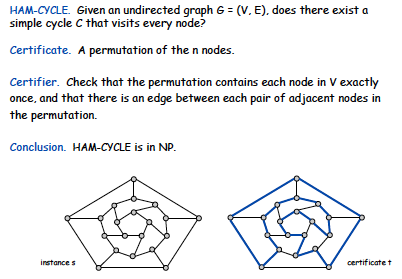 HAM-CYCLE. Given an undirected graph G = (V, E), does there exist a
simple cycle C that visits every node?
Certificate. A permutation of the n nodes.
Certifier. Check that the permutation contains each node in V exactly
once, and that there is an edge between each pair of adjacent nodes in
the permutation.
Conclusion. HAM-CYCLE is in NP.
instance s
certificate t